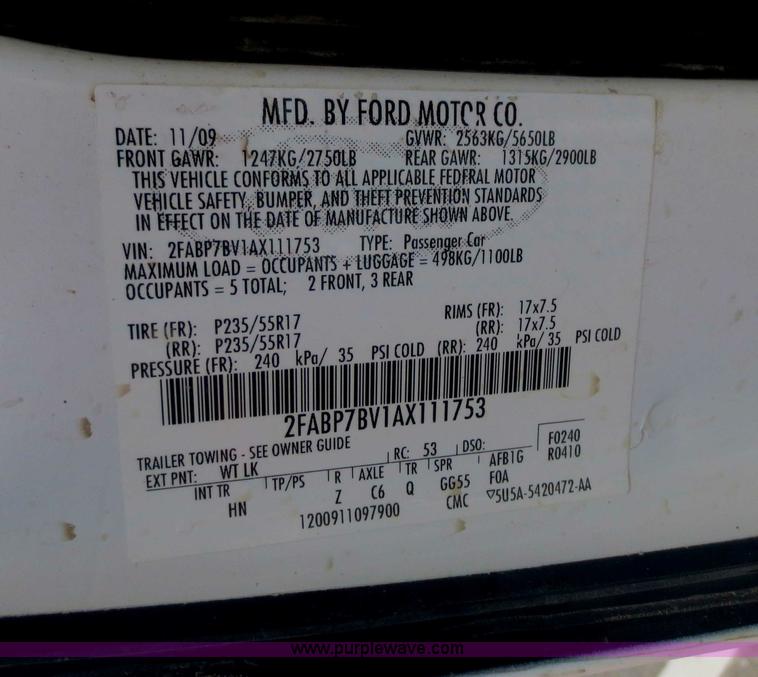 MFD. BY FORD MOTOR CO.
DATE: 11/09 GVWR: 2563KG/5650LB
FRONT GAWR: 1247KG/2750LB REAR GAWR: 1315KG/2900LB
THIS VEHICLE CONFORMS TO ALL APPLICABLE FEDERAL MOTOR
VEHICLE SAFETY, BUMPER, AND THEFT PREVENTION STANDARDS
IN EFFECT ON THE DATE OF MANUFACTURE SHOWN ABOVE.
VIN: 2FABP7BV1AX111753 TYPE: Passenger Car
MAXIMUM LOAD = OCCUPANTS + LUGGAGE = 498KG/1100LB
OCCUPANTS = 5 TOTAL; 2 FRONT, 3 REAR
TIRE (FR): P235/55R17 RIMS (FR): 17x7.5
(RR): P235/55R17 (RR): 17x7.5
PRESSURE (FR): 240 kPa/ 35 PSI COLD (RR): 240 kPa/ 35 PSI COLD
2FABP7BV1AX111753
TRAILER TOWING - SEE OWNER GUIDE
EXT PNT: WT LK RC: 53 DSO: F0240
INT TR TP/PS R AXLE TR SPR AFB1G R0410
HN Z C6 Q GG55 F0A
1200911097900 CMC ▽5U5A-5420472-AA
www.purplewave.com